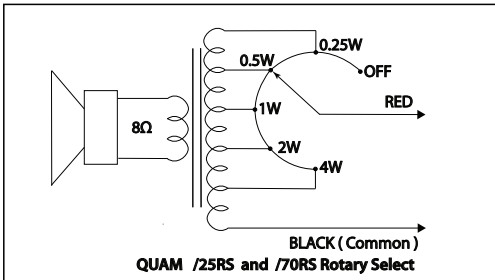 0.25W
0.5W
OFF
RED
8Ω
1W
2W
4W
BLACK ( Common )
QUAM /25RS and /70RS Rotary Select